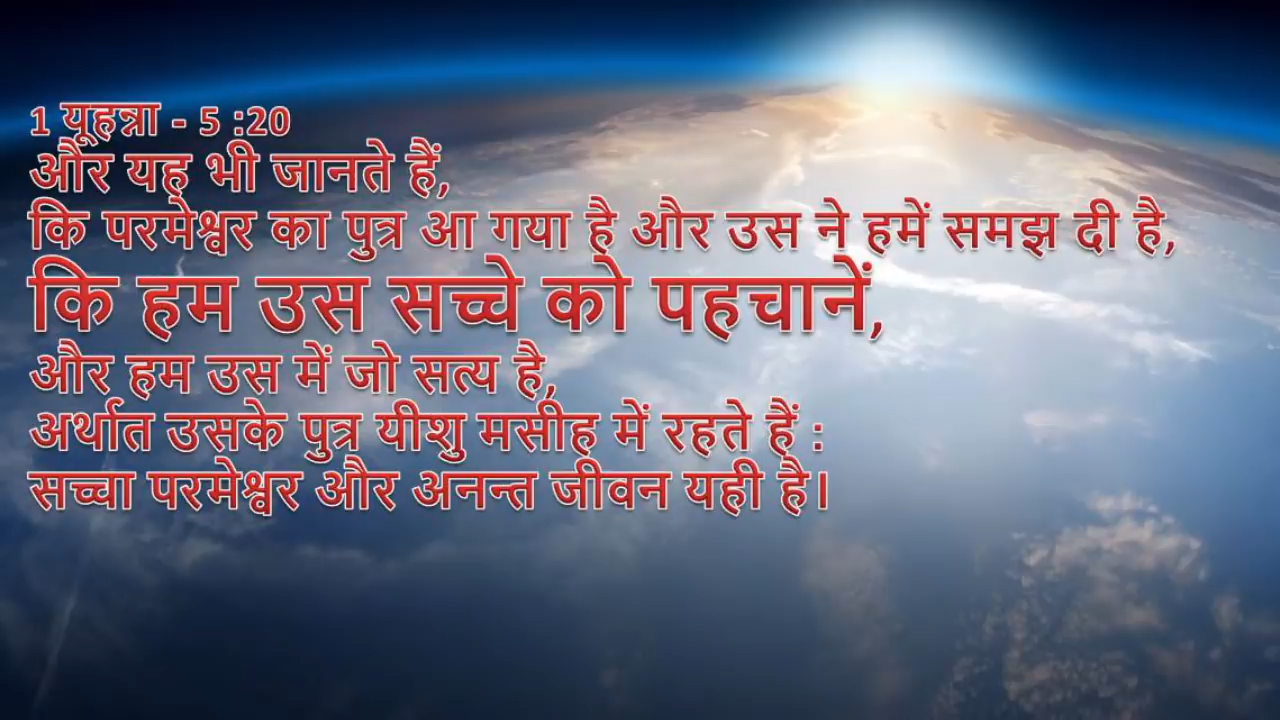 1 यूहन्ना - 5 :20
और यह भी जानते हैं,
कि परमेश्वर का पुत्र आ गया है और उस ने हमें समझ दी है,
कि हम उस सच्चे को पहचानें,
और हम उस में जो सत्य है,
अर्थात उसके पुत्र यीशु मसीह में रहते हैं :
सच्चा परमेश्वर और अनन्त जीवन यही है।